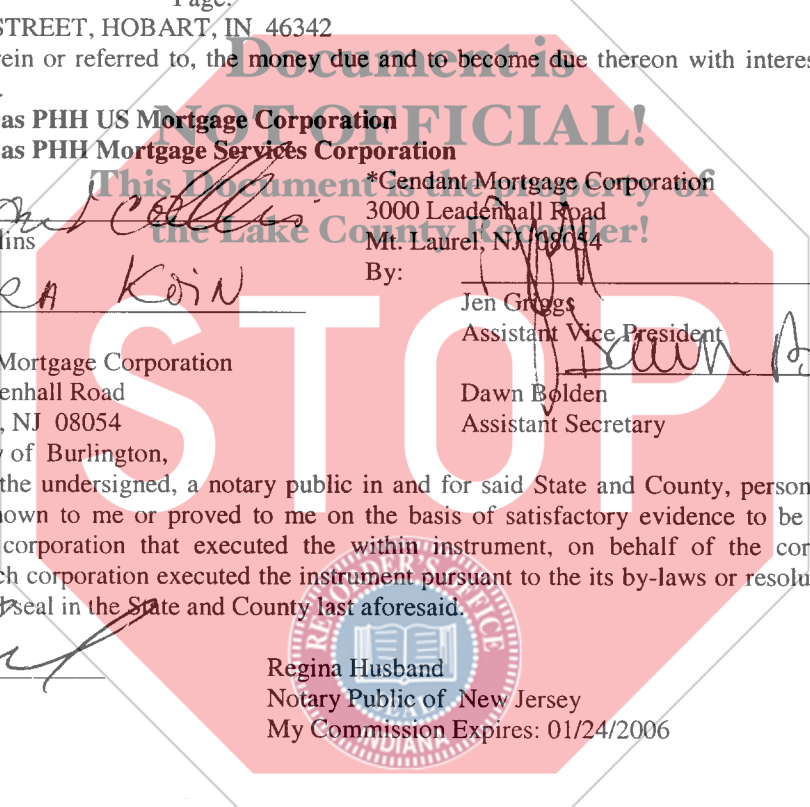 Page:
STREET, HOBART, IN 46342
rein or referred to, the money due and to become due thereon with interes
Document is
NOT OFFICIAL!
This Document is the property of
the Lake County Recorder!
as PHH US Mortgage Corporation
as PHH Mortgage Services Corporation
*Cendant Mortgage Corporation
3000 Leadenhall Road
Mt. Laurel, NJ 08054
By:
lins
Koin
Jen Griggs
Assistant Vice President
Dawn B.
Dawn Bolden
Assistant Secretary
Mortgage Corporation
enhall Road
, NJ 08054
y of Burlington,
STOP
the undersigned, a notary public in and for said State and County, person
nown to me or proved to me on the basis of satisfactory evidence to be
corporation that executed the within instrument, on behalf of the cor
ch corporation executed the instrument pursuant to the its by-laws or resolu
seal in the State and County last aforesaid.
RECORDER'S OFFICE
SEAL
INDIANA
Regina Husband
Notary Public of New Jersey
My Commission Expires: 01/24/2006